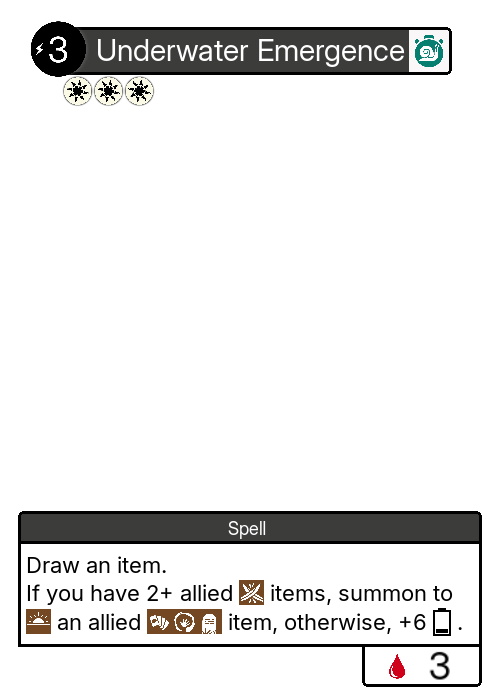 3 Underwater Emergence
Spell
Draw an item.
If you have 2+ allied items, summon to
an allied item, otherwise, +6 .
3